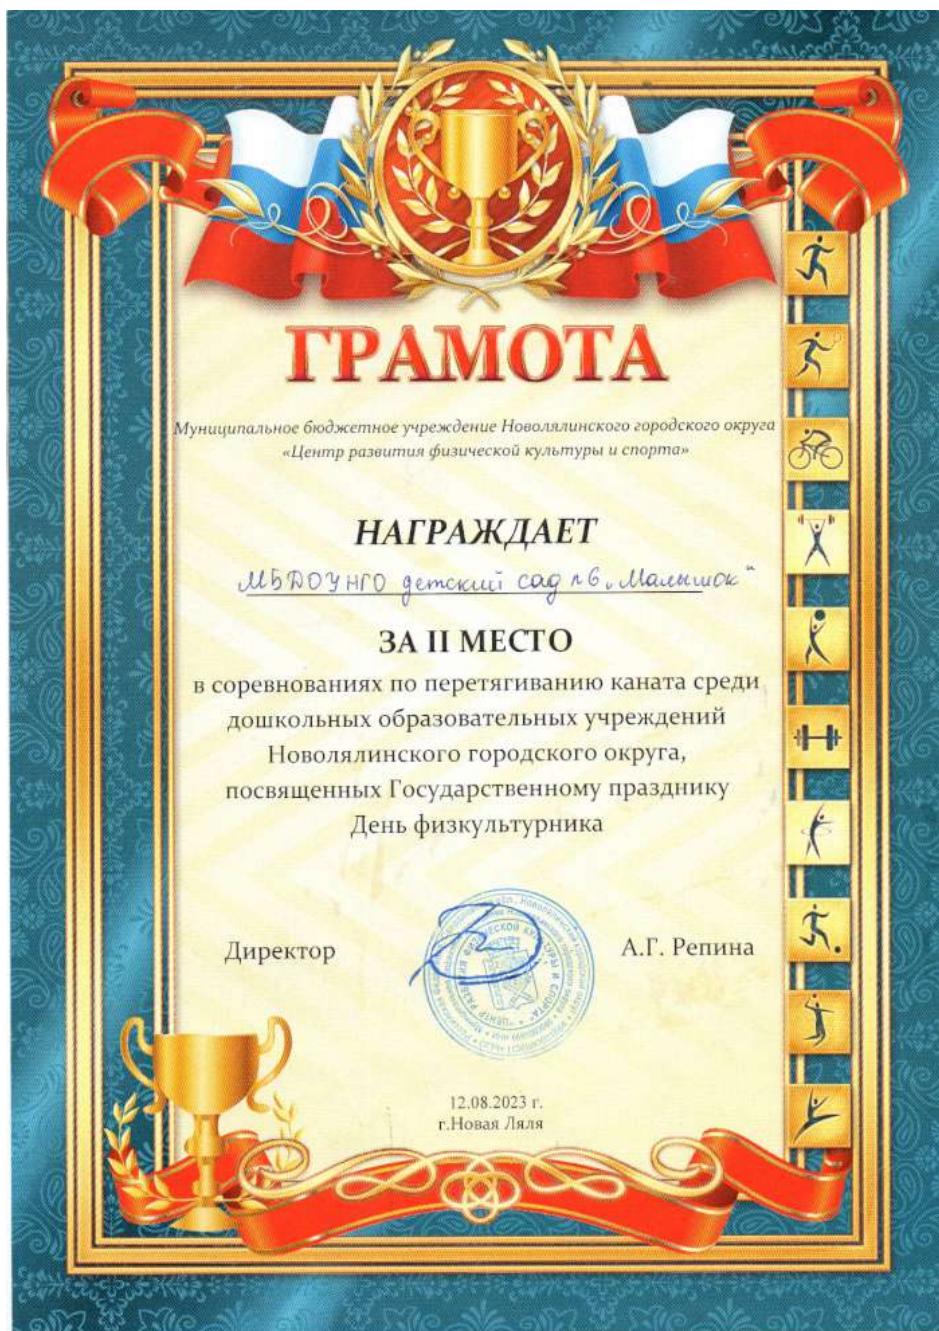 ГРАМОТА
Муниципальное бюджетное учреждение Новолялинского городского округа
«Центр развития физической культуры и спорта»
НАГРАЖДАЕТ
МБДОУ НГО детский сад №6 „Малышок"
ЗА II МЕСТО
в соревнованиях по перетягиванию каната среди
дошкольных образовательных учреждений
Новолялинского городского округа,
посвященных Государственному празднику
День физкультурника
Директор
А.Г. Репина
12.08.2023 г.
г.Новая Ляля